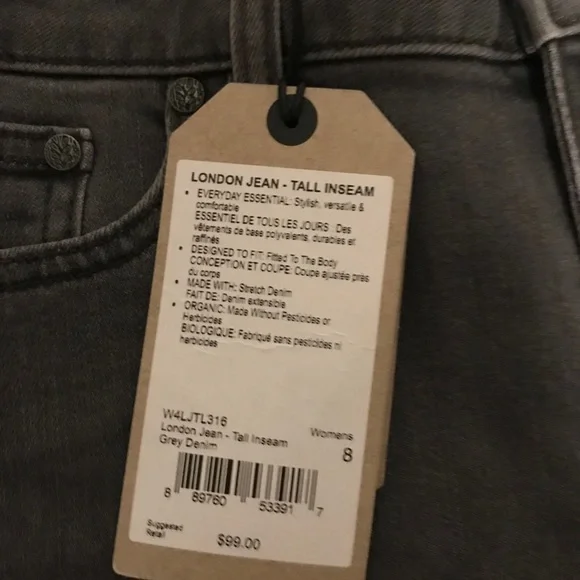 LONDON JEAN - TALL INSEAM
• EVERYDAY ESSENTIAL: Stylish, versatile &
comfortable
ESSENTIEL DE TOUS LES JOURS : Des
vêtements de base polyvalents, durables et
raffinés
• DESIGNED TO FIT: Fitted To The Body
CONCEPTION ET COUPE: Coupe ajustée près
du corps
• MADE WITH: Stretch Denim
FAIT DE: Denim extensible
• ORGANIC: Made Without Pesticides or
Herbicides
BIOLOGIQUE: Fabriqué sans pesticides ni
herbicides
W4LJTL316
London Jean - Tall Inseam Womens
Grey Denim 8
8 89760 53391 7
Suggested
Retail $99.00